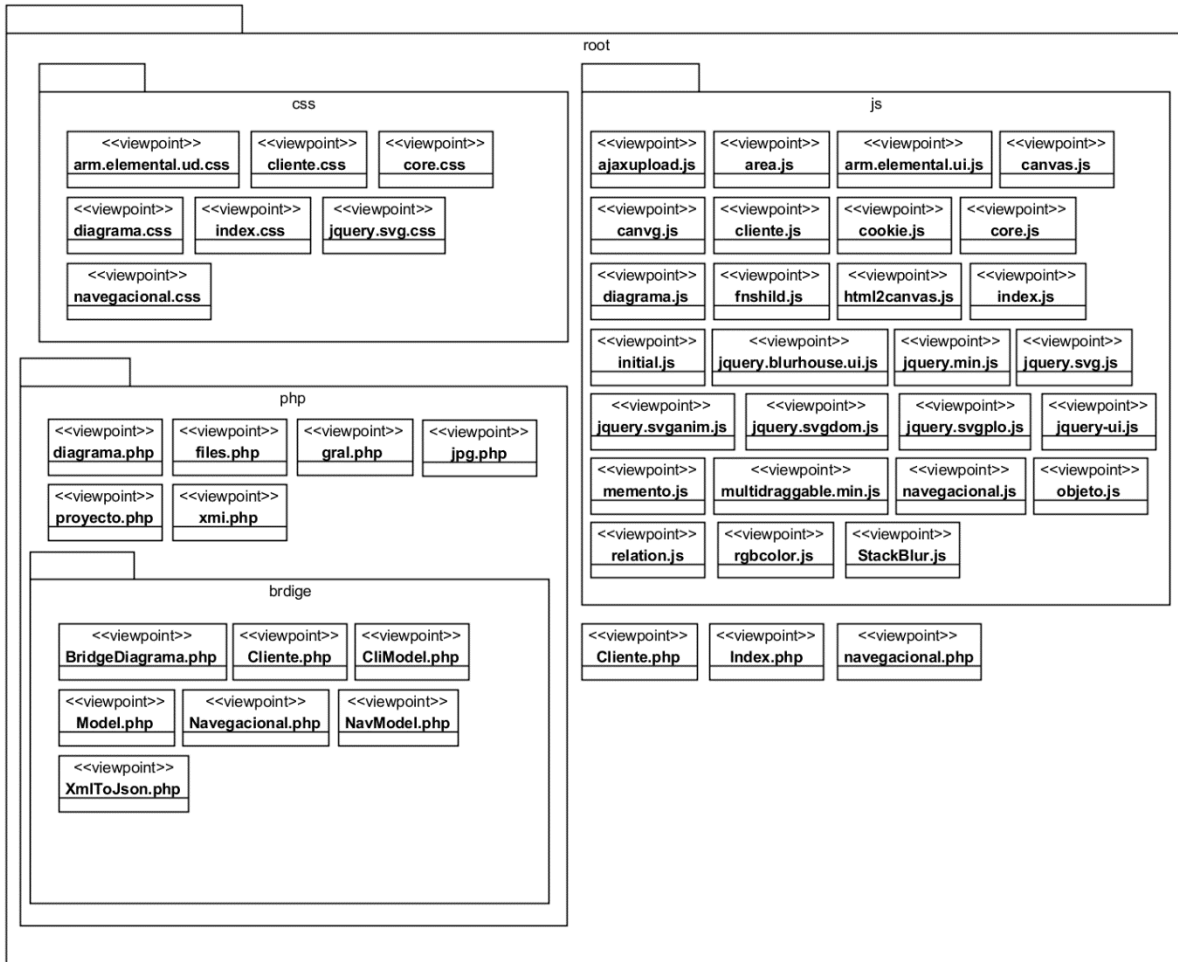 root
css
<<viewpoint>> <<viewpoint>> <<viewpoint>>
arm.elemental.ud.css cliente.css core.css
<<viewpoint>> <<viewpoint>> <<viewpoint>>
diagrama.css index.css jquery.svg.css
<<viewpoint>>
navegacional.css
js
<<viewpoint>> <<viewpoint>> <<viewpoint>> <<viewpoint>>
ajaxupload.js area.js arm.elemental.ui.js canvas.js
<<viewpoint>> <<viewpoint>> <<viewpoint>> <<viewpoint>>
canvg.js cliente.js cookie.js core.js
<<viewpoint>> <<viewpoint>> <<viewpoint>> <<viewpoint>>
diagrama.js fnshild.js html2canvas.js index.js
<<viewpoint>> <<viewpoint>> <<viewpoint>> <<viewpoint>>
initial.js jquery.blurhouse.ui.js jquery.min.js jquery.svg.js
<<viewpoint>> <<viewpoint>> <<viewpoint>> <<viewpoint>>
jquery.svganim.js jquery.svgdom.js jquery.svgplo.js jquery-ui.js
<<viewpoint>> <<viewpoint>> <<viewpoint>> <<viewpoint>>
memento.js multidraggable.min.js navegacional.js objeto.js
<<viewpoint>> <<viewpoint>> <<viewpoint>>
relation.js rgbcolor.js StackBlur.js
php
<<viewpoint>> <<viewpoint>> <<viewpoint>> <<viewpoint>>
diagrama.php files.php gral.php jpg.php
<<viewpoint>> <<viewpoint>>
proyecto.php xmi.php
brdige
<<viewpoint>> <<viewpoint>> <<viewpoint>>
BridgeDiagrama.php Cliente.php CliModel.php
<<viewpoint>> <<viewpoint>> <<viewpoint>>
Model.php Navegacional.php NavModel.php
<<viewpoint>>
XmlToJson.php
<<viewpoint>> <<viewpoint>> <<viewpoint>>
Cliente.php Index.php navegacional.php